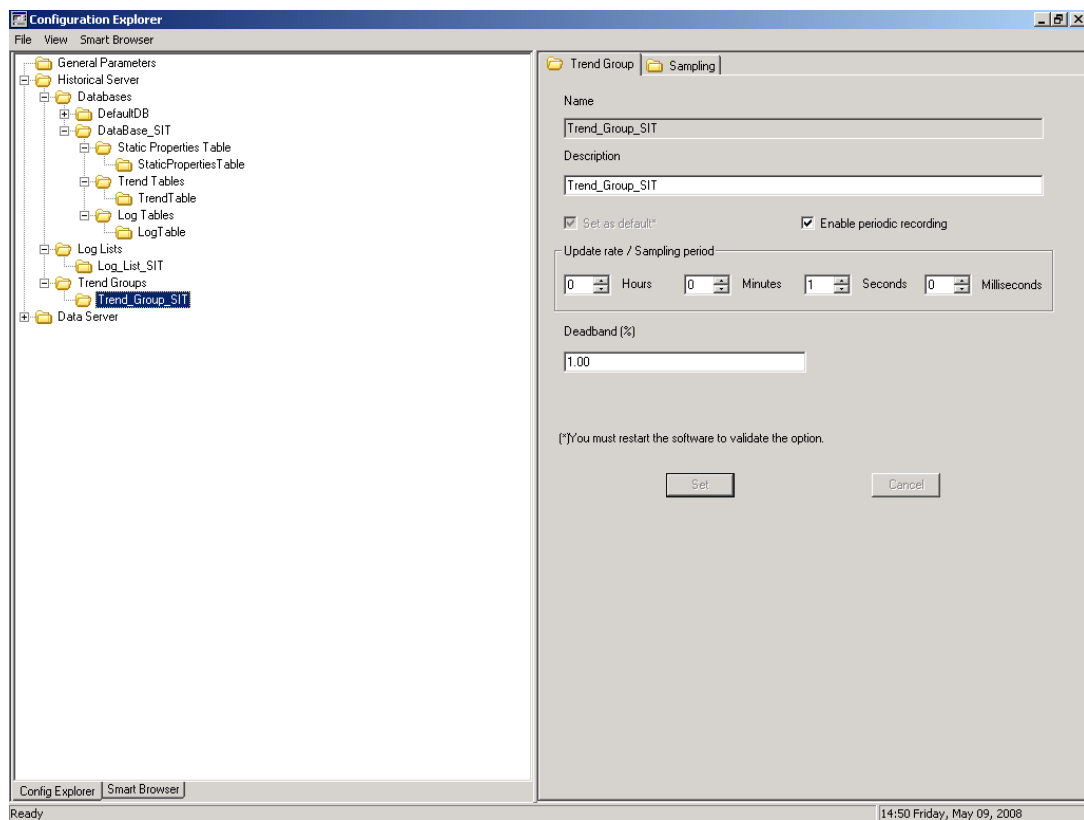 Configuration Explorer
File View Smart Browser
General Parameters
Historical Server
Databases
DefaultDB
DataBase_SIT
Static Properties Table
StaticPropertiesTable
Trend Tables
TrendTable
Log Tables
LogTable
Log Lists
Log_List_SIT
Trend Groups
Trend_Group_SIT
Data Server
Config Explorer Smart Browser
Trend Group Sampling
Name
Trend_Group_SIT
Description
Trend_Group_SIT
Set as default* Enable periodic recording
Update rate / Sampling period
0 Hours 0 Minutes 1 Seconds 0 Milliseconds
Deadband (%)
1.00
(*)You must restart the software to validate the option.
Set Cancel
Ready 14:50 Friday, May 09, 2008